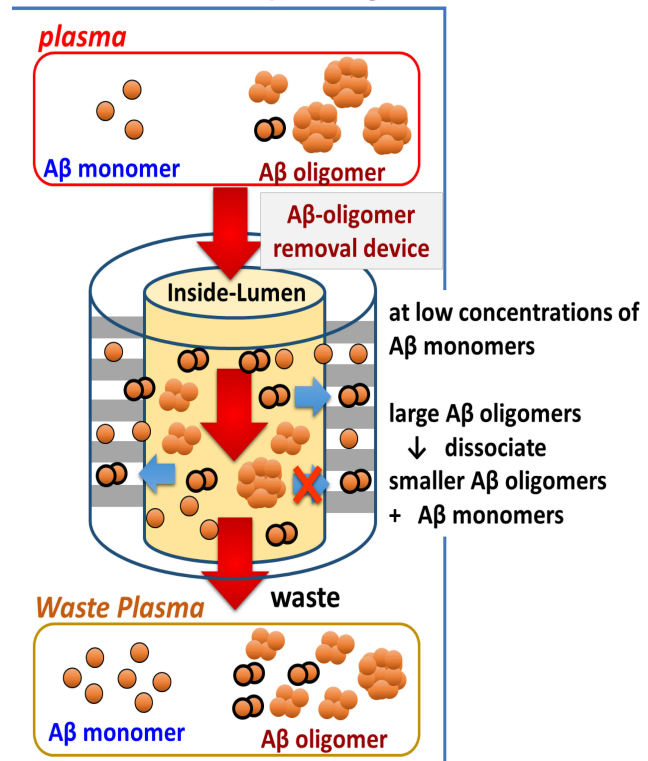 plasma
Aβ monomer
Aβ oligomer
Aβ-oligomer
removal device
Inside-Lumen
at low concentrations of
Aβ monomers
large Aβ oligomers
↓ dissociate
smaller Aβ oligomers
+ Aβ monomers
waste
Waste Plasma
Aβ monomer
Aβ oligomer